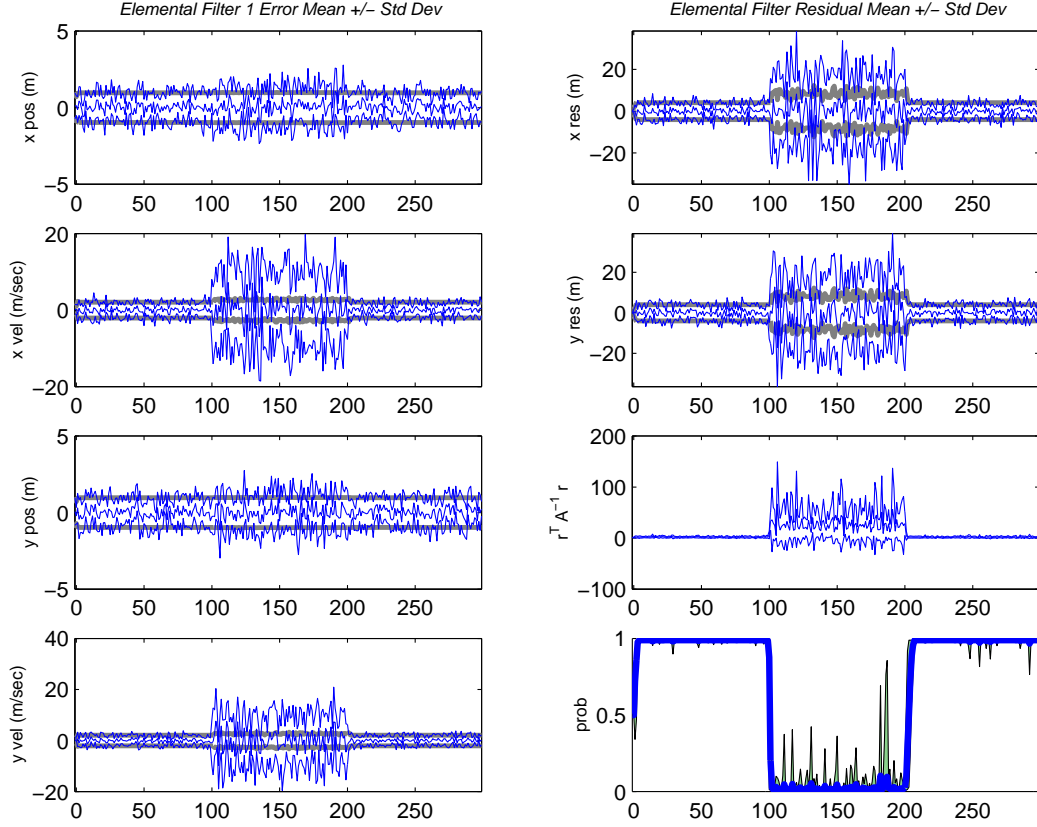 Elemental Filter 1 Error Mean +/− Std Dev
5
0
−5
x pos (m)
0 50 100 150 200 250
20
0
−20
x vel (m/sec)
0 50 100 150 200 250
5
0
−5
y pos (m)
0 50 100 150 200 250
40
20
0
−20
y vel (m/sec)
0 50 100 150 200 250
Elemental Filter Residual Mean +/− Std Dev
20
0
−20
x res (m)
0 50 100 150 200 250
20
0
−20
y res (m)
0 50 100 150 200 250
200
100
0
−100
r^T A^−1 r
0 50 100 150 200 250
1
0.5
0
prob
0 50 100 150 200 250